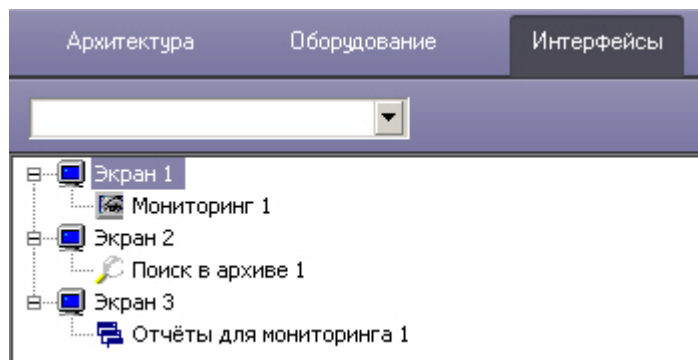 Архитектура Оборудование Интерфейсы
Экран 1
Мониторинг 1
Экран 2
Поиск в архиве 1
Экран 3
Отчёты для мониторинга 1